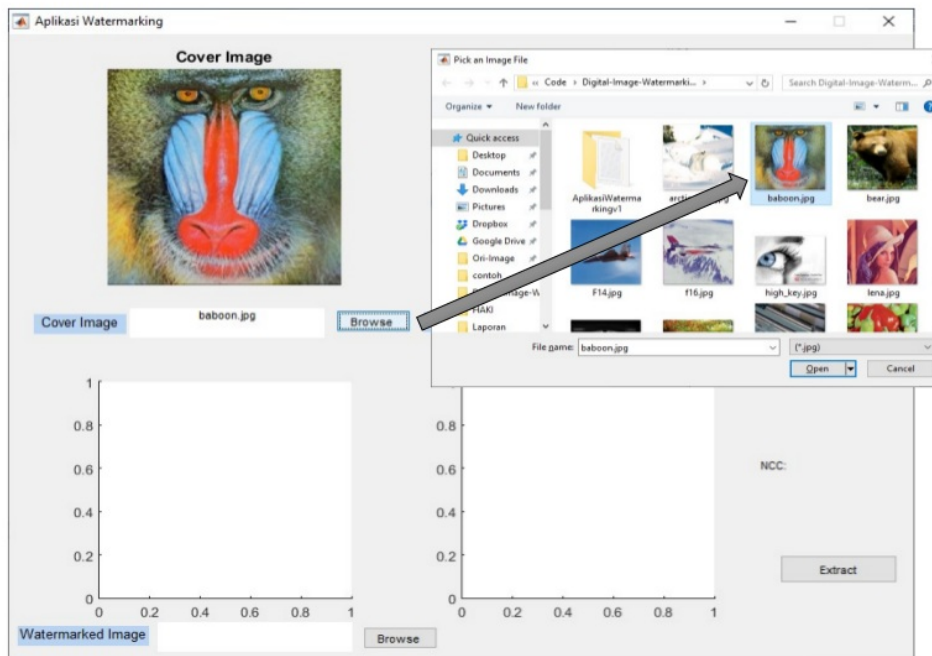 Aplikasi Watermarking
Cover Image
Cover Image
baboon.jpg
Browse
Pick an Image File
« Code › Digital-Image-Watermarki... ›
Search Digital-Image-Waterm...
Organize
New folder
Quick access
Desktop
Documents
Downloads
Pictures
Dropbox
Google Drive
Ori-Image
contoh
HAKI
Laporan
AplikasiWaterma
rkingv1
baboon.jpg
bear.jpg
F14.jpg
f16.jpg
high_key.jpg
lena.jpg
File name:
baboon.jpg
(*.jpg)
Open
Cancel
1
0.8
0.6
0.4
0.2
0
0
0.2
0.4
0.6
0.8
1
0.8
0.6
0.4
0.2
0
0
0.2
0.4
0.6
0.8
1
NCC:
Extract
Watermarked Image
Browse